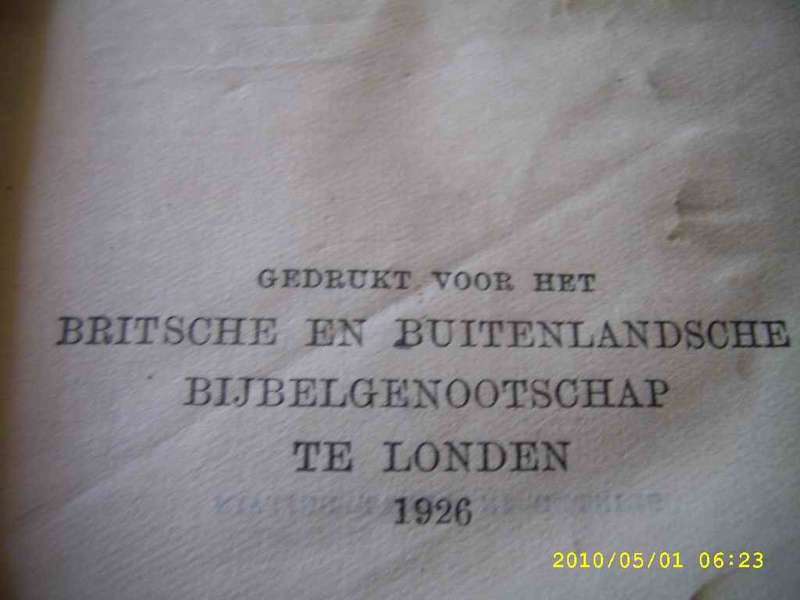 GEDRUKT VOOR HET
BRITSCHE EN BUITENLANDSCHE
BIJBELGENOOTSCHAP
TE LONDEN
1926
2010/05/01 06:23